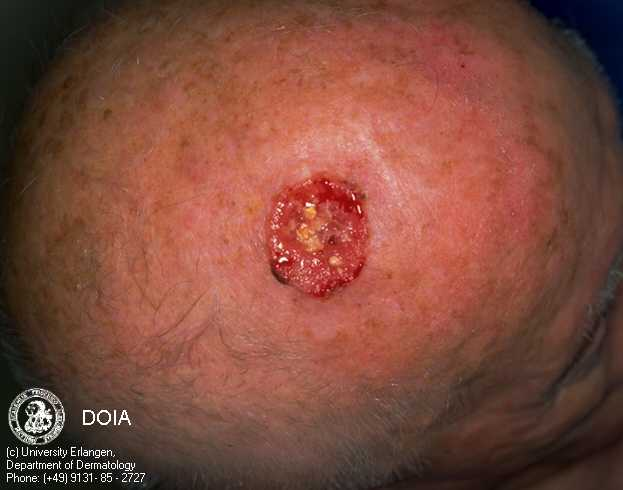 DOIA
(c) University Erlangen,
Department of Dermatology
Phone: (+49) 9131- 85 - 2727